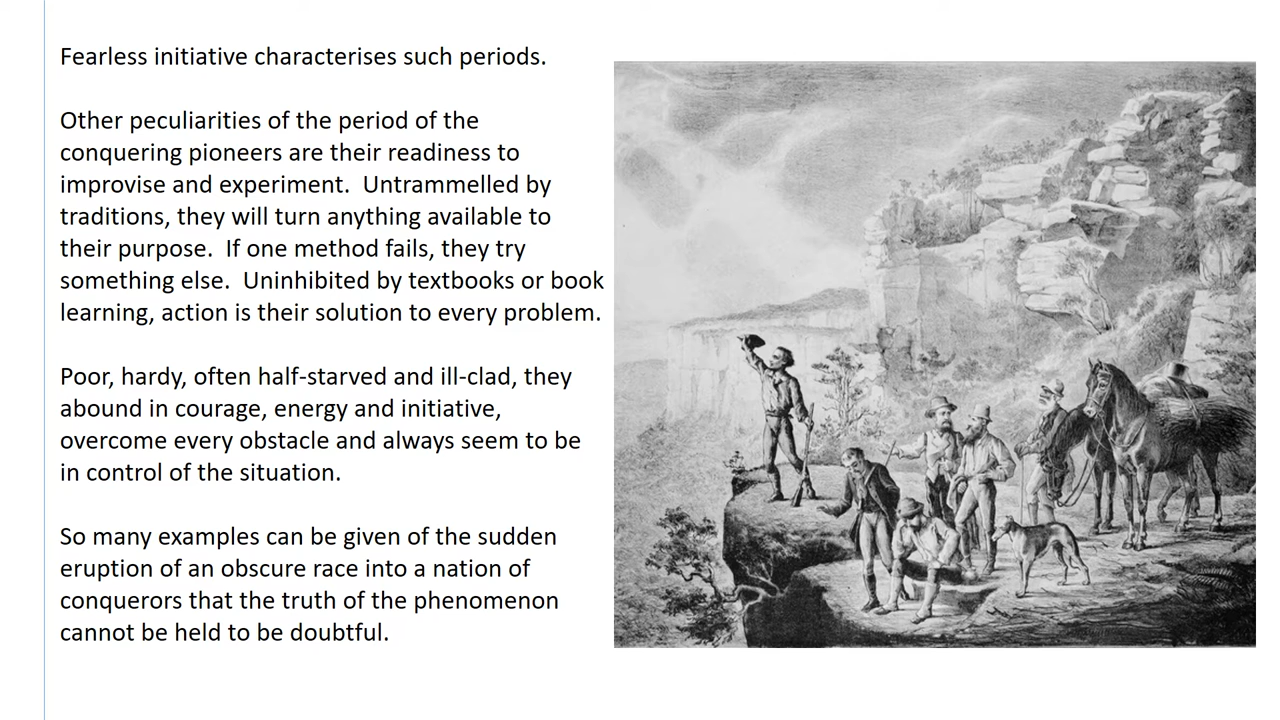 Fearless initiative characterises such periods.
Other peculiarities of the period of the
conquering pioneers are their readiness to
improvise and experiment.  Untrammelled by
traditions, they will turn anything available to
their purpose.  If one method fails, they try
something else.  Uninhibited by textbooks or book
learning, action is their solution to every problem.
Poor, hardy, often half-starved and ill-clad, they
abound in courage, energy and initiative,
overcome every obstacle and always seem to be
in control of the situation.
So many examples can be given of the sudden
eruption of an obscure race into a nation of
conquerors that the truth of the phenomenon
cannot be held to be doubtful.